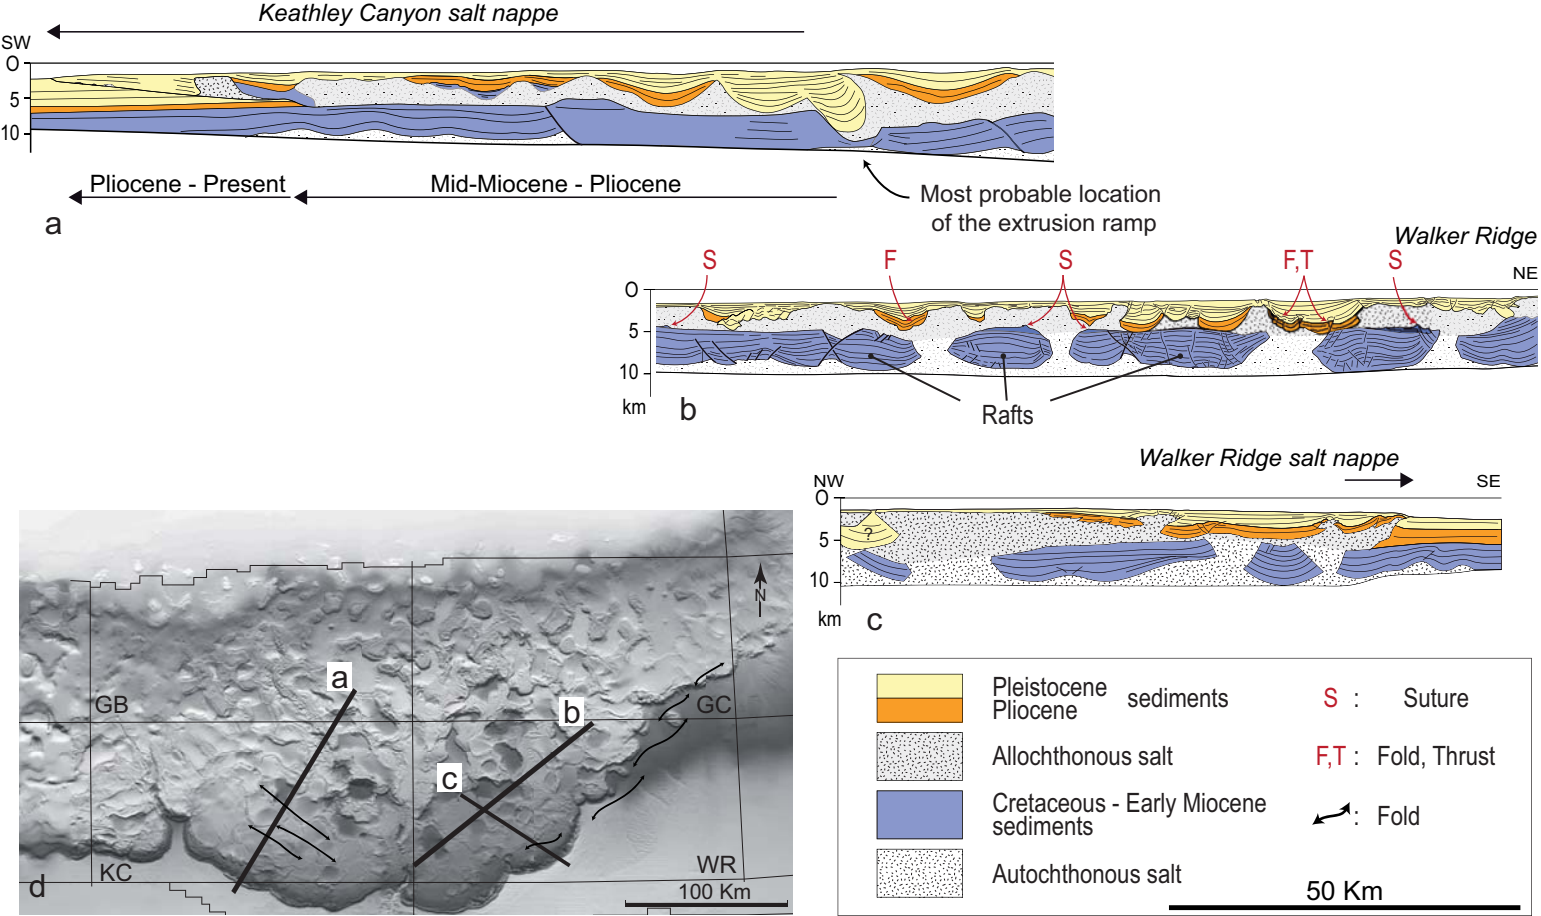 Keathley Canyon salt nappe
SW
O
5
10
Pliocene - Present
Mid-Miocene - Pliocene
a
Most probable location
of the extrusion ramp
Walker Ridge
S
F
S
F,T
S
NE
O
5
10
km
b
Rafts
Walker Ridge salt nappe
NW
SE
O
?
5
10
km
c
N
a
b
c
GB
GC
KC
WR
d
100 Km
Pleistocene
Pliocene
sediments
S : Suture
Allochthonous salt
F,T : Fold, Thrust
Cretaceous - Early Miocene
sediments
: Fold
Autochthonous salt
50 Km